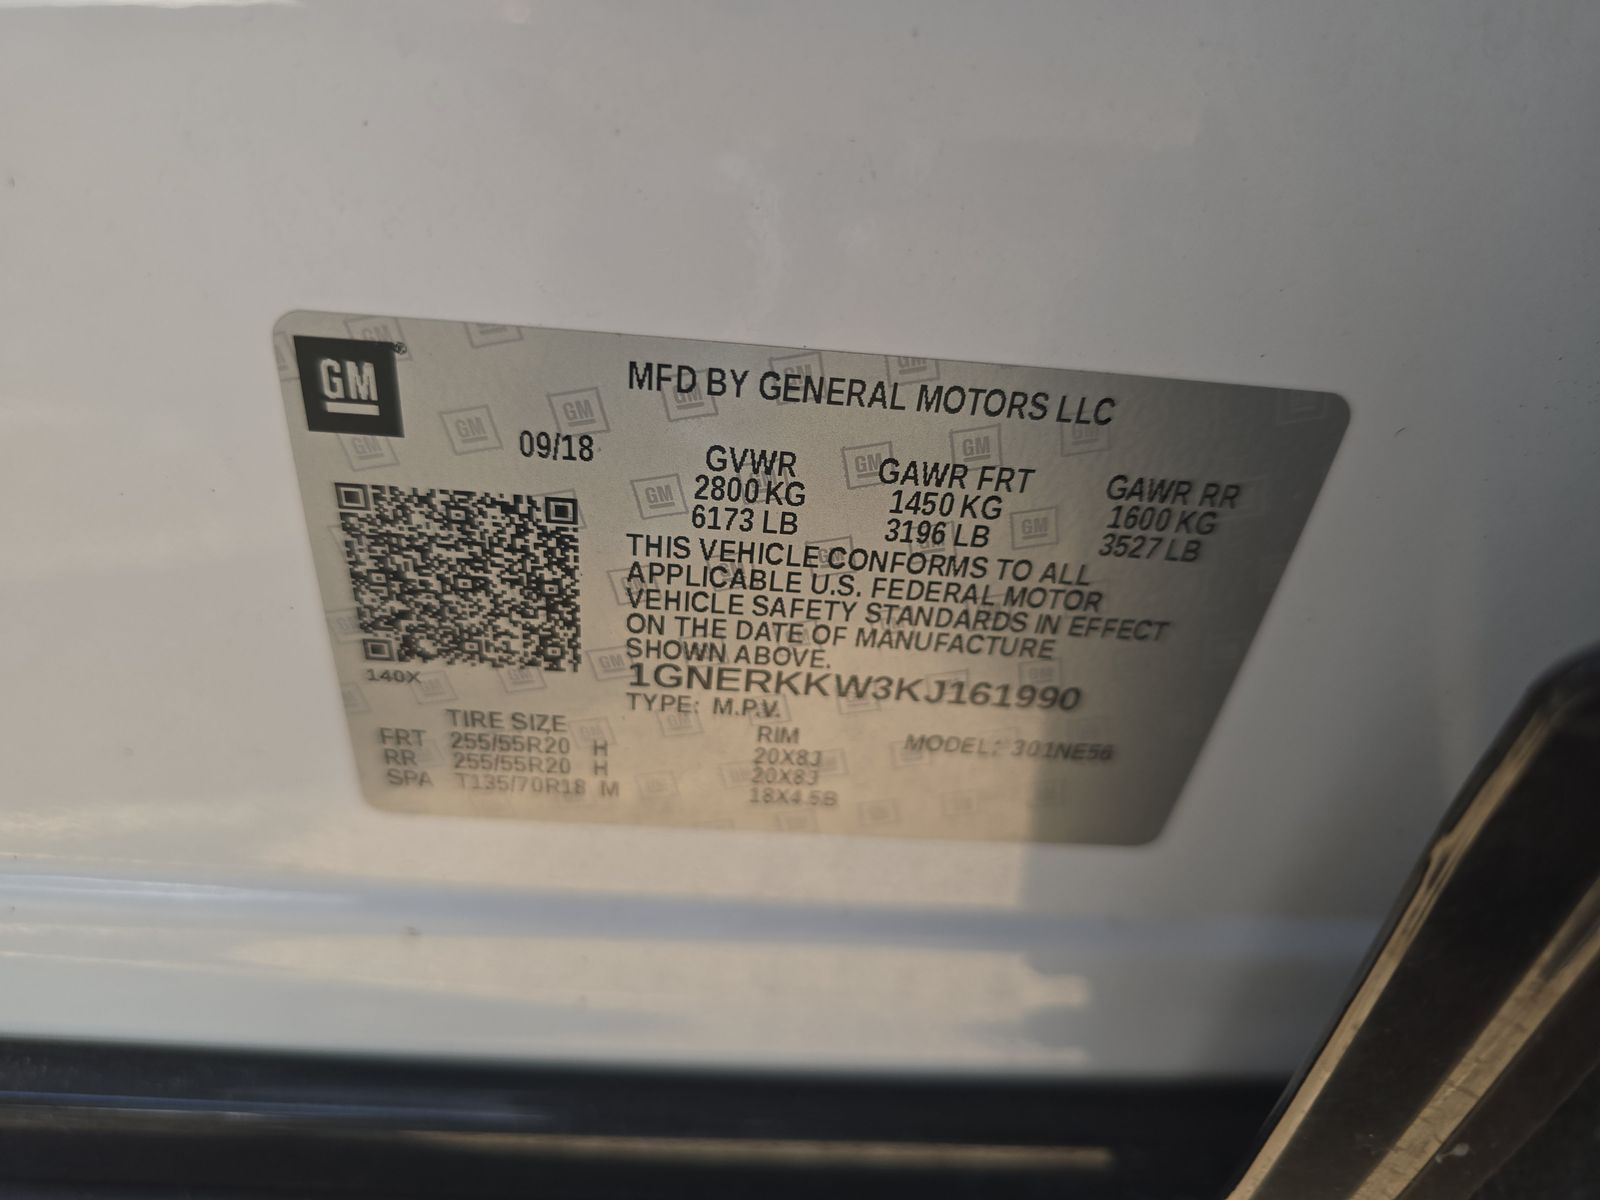 GM
MFD BY GENERAL MOTORS LLC
09/18
GVWR
2800 KG
6173 LB
GAWR FRT
1450 KG
3196 LB
GAWR RR
1600 KG
3527 LB
THIS VEHICLE CONFORMS TO ALL
APPLICABLE U.S. FEDERAL MOTOR
VEHICLE SAFETY STANDARDS IN EFFECT
ON THE DATE OF MANUFACTURE
SHOWN ABOVE.
1GNERKKW3KJ161990
140X
TYPE: M.P.V.
MODEL: 301NE56
TIRE SIZE RIM
FRT 255/55R20 H 20X8J
RR 255/55R20 H 20X8J
SPA T135/70R18 M 18X4.5B